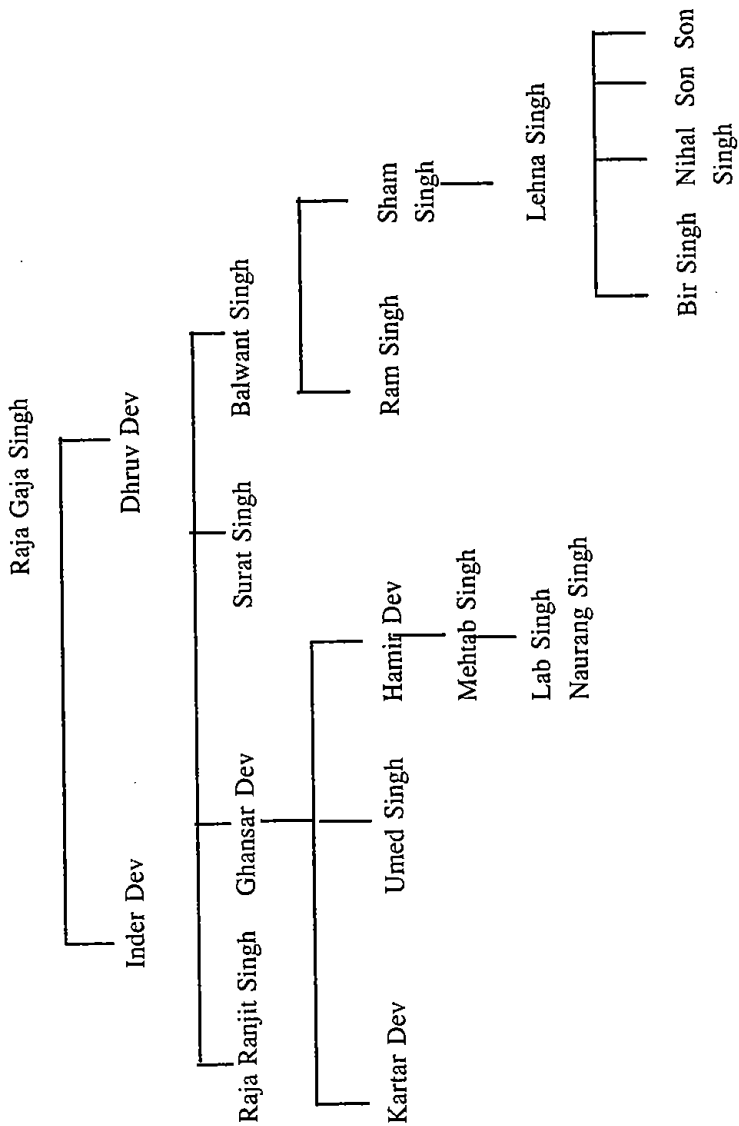 Raja Gaja Singh
Inder Dev Dhruv Dev
Raja Ranjit Singh Ghansar Dev Surat Singh Balwant Singh
Kartar Dev Umed Singh Hamir Dev Ram Singh Sham
Singh
Mehtab Singh
Lehna Singh
Lab Singh
Naurang Singh
Bir Singh Nihal Son Son
Singh